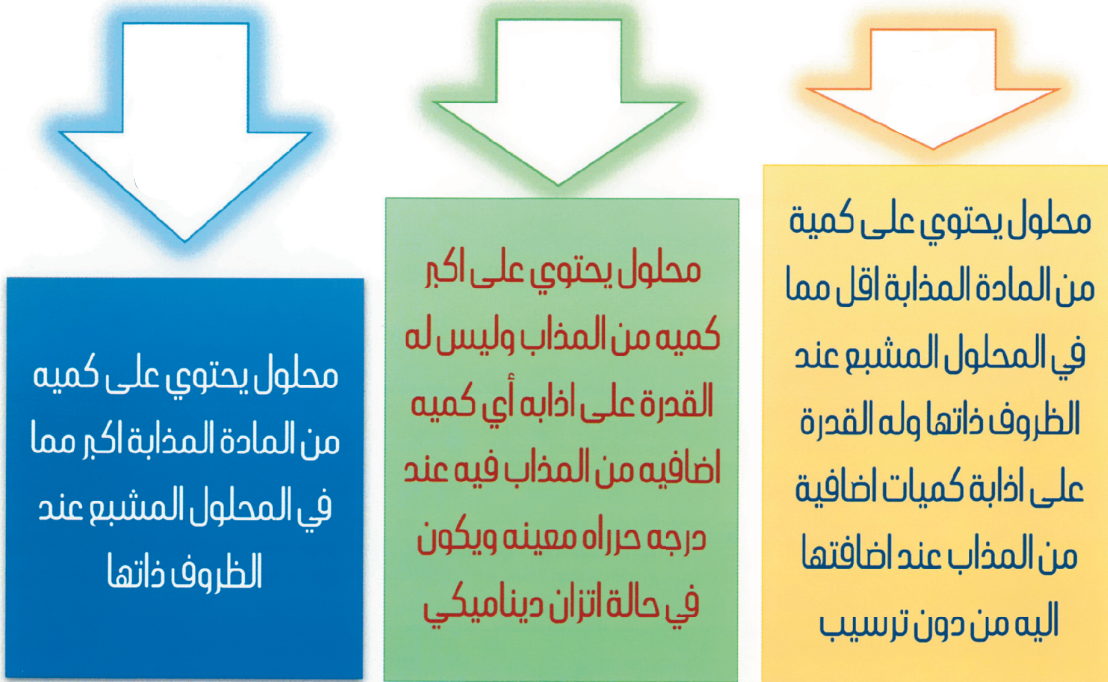 محلول يحتوي على كمية
من المادة المذابة اقل مما
في المحلول المشبع عند
الظروف ذاتها وله القدرة
على اذابة كميات اضافية
من المذاب عند اضافتها
اليه من دون ترسيب
محلول يحتوي على اكبر
كميه من المذاب وليس له
القدرة على اذابه أي كميه
اضافيه من المذاب فيه عند
درجه حرراه معينه ويكون
في حالة اتزان ديناميكي
محلول يحتوي على كميه
من المادة المذابة اكبر مما
في المحلول المشبع عند
الظروف ذاتها